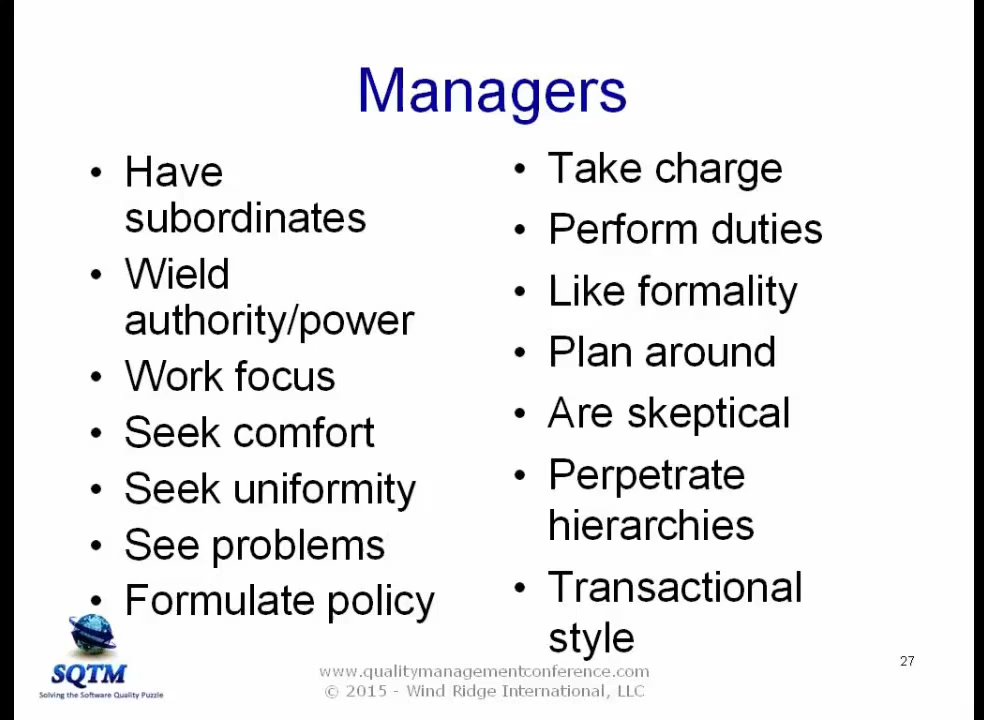 Managers
• Have
subordinates
• Wield
authority/power
• Work focus
• Seek comfort
• Seek uniformity
• See problems
• Formulate policy
• Take charge
• Perform duties
• Like formality
• Plan around
• Are skeptical
• Perpetrate
hierarchies
• Transactional
style
SQTM
Solving the Software Quality Puzzle
www.qualitymanagementconference.com
© 2015 - Wind Ridge International, LLC
27